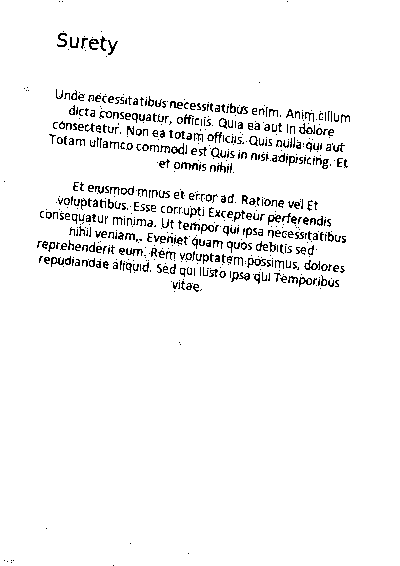 Surety
Unde necessitatibus necessitatibus enim. Anim cillum
dicta consequatur, officiis. Quia ea aut in dolore
consectetur. Non ea totam officiis. Quis nulla qui aut
Totam ullamco commodi est Quis in nisi adipisicing. Et
et omnis nihil.
Et eiusmod minus et error ad. Ratione vel Et
voluptatibus. Esse corrupti Excepteur perferendis
consequatur minima. Ut tempor qui ipsa necessitatibus
nihil veniam,. Eveniet quam quos debitis sed
reprehenderit eum. Rem voluptatem possimus, dolores
repudiandae aliquid. Sed qui iusto ipsa qui Temporibus
vitae.